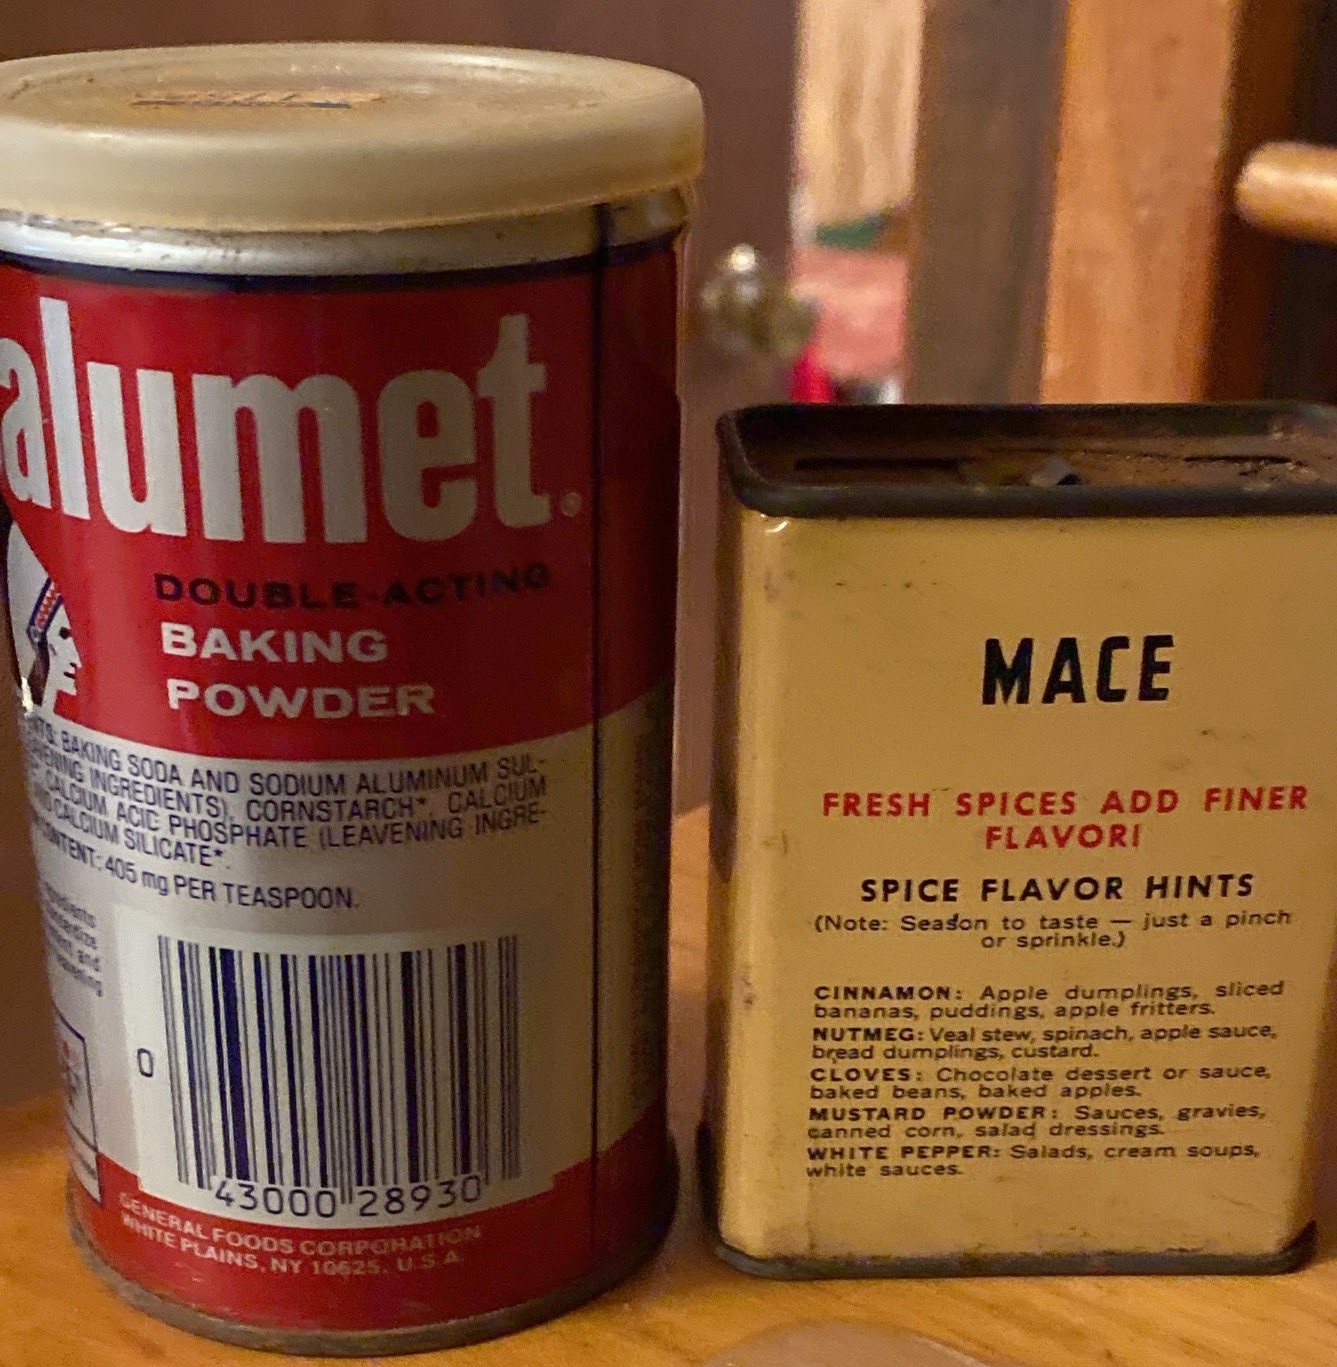 alumet®
DOUBLE-ACTING
BAKING
POWDER
BAKING SODA AND SODIUM ALUMINUM SUL-
INGREDIENTS), CORNSTARCH*, CALCIUM
CALCIUM ACID PHOSPHATE (LEAVENING INGRE-
CALCIUM SILICATE*.
CONTENT: 405 mg PER TEASPOON.
and
0
43000 28930
GENERAL FOODS CORPORATION
WHITE PLAINS, NY 10625, U.S.A.
MACE
FRESH SPICES ADD FINER
FLAVOR!
SPICE FLAVOR HINTS
(Note: Season to taste — just a pinch
or sprinkle.)
CINNAMON: Apple dumplings, sliced
bananas, puddings, apple fritters.
NUTMEG: Veal stew, spinach, apple sauce,
bread dumplings, custard.
CLOVES: Chocolate dessert or sauce,
baked beans, baked apples.
MUSTARD POWDER: Sauces, gravies,
canned corn, salad dressings.
WHITE PEPPER: Salads, cream soups,
white sauces.